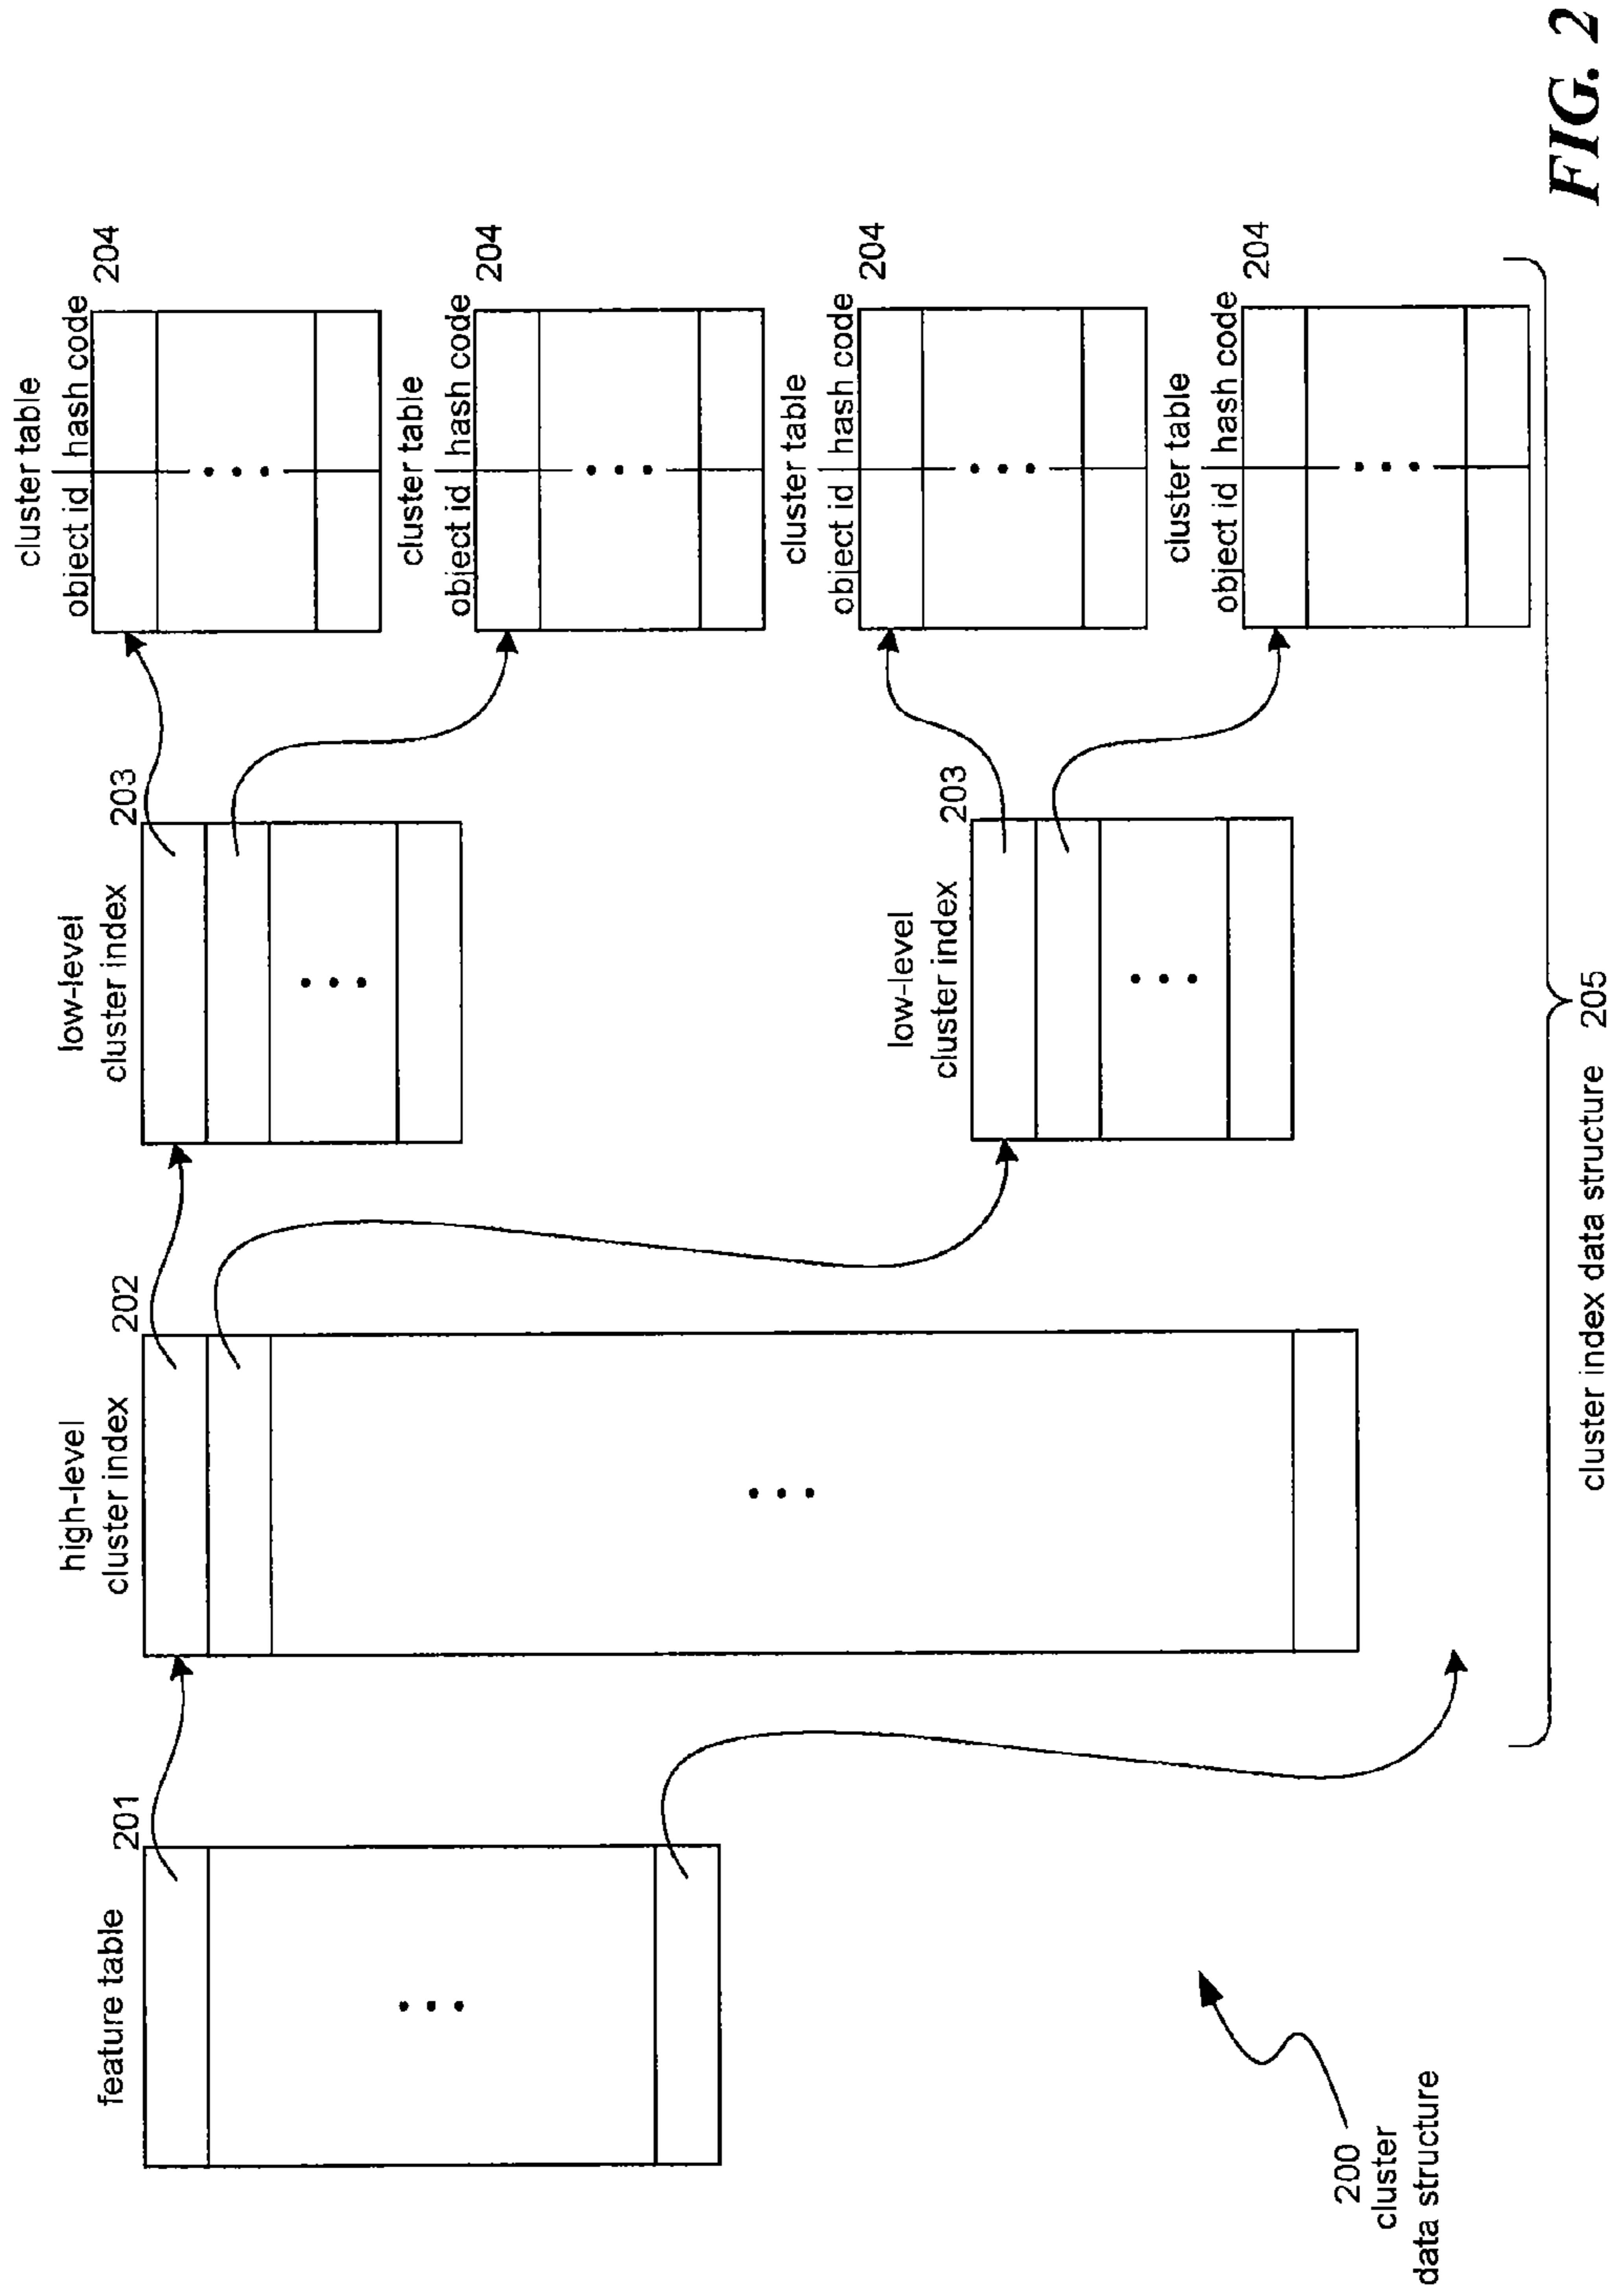 feature table
201
high-level
cluster index
202
low-level
cluster index
203
low-level
cluster index
203
cluster table
object id hash code
204
cluster table
object id hash code
204
cluster table
object id hash code
204
cluster table
object id hash code
204
200
cluster
data structure
cluster index data structure 205
FIG. 2